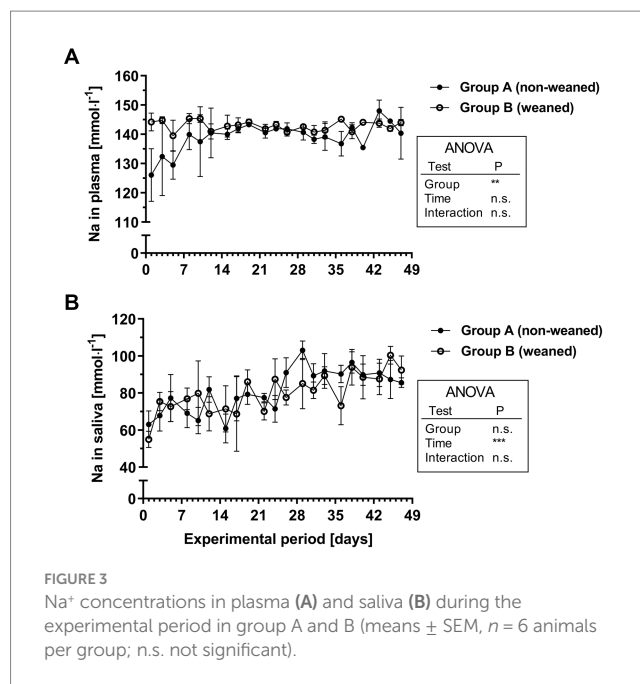 A
Na in plasma [mmol·l⁻¹]
160
150
140
130
120
110
0
0 7 14 21 28 35 42 49
Group A (non-weaned)
Group B (weaned)
ANOVA
Test P
Group **
Time n.s.
Interaction n.s.
B
Na in saliva [mmol·l⁻¹]
120
100
80
60
40
0
0 7 14 21 28 35 42 49
Experimental period [days]
Group A (non-weaned)
Group B (weaned)
ANOVA
Test P
Group n.s.
Time ***
Interaction n.s.
FIGURE 3
Na⁺ concentrations in plasma (A) and saliva (B) during the
experimental period in group A and B (means ± SEM, n = 6 animals
per group; n.s. not significant).